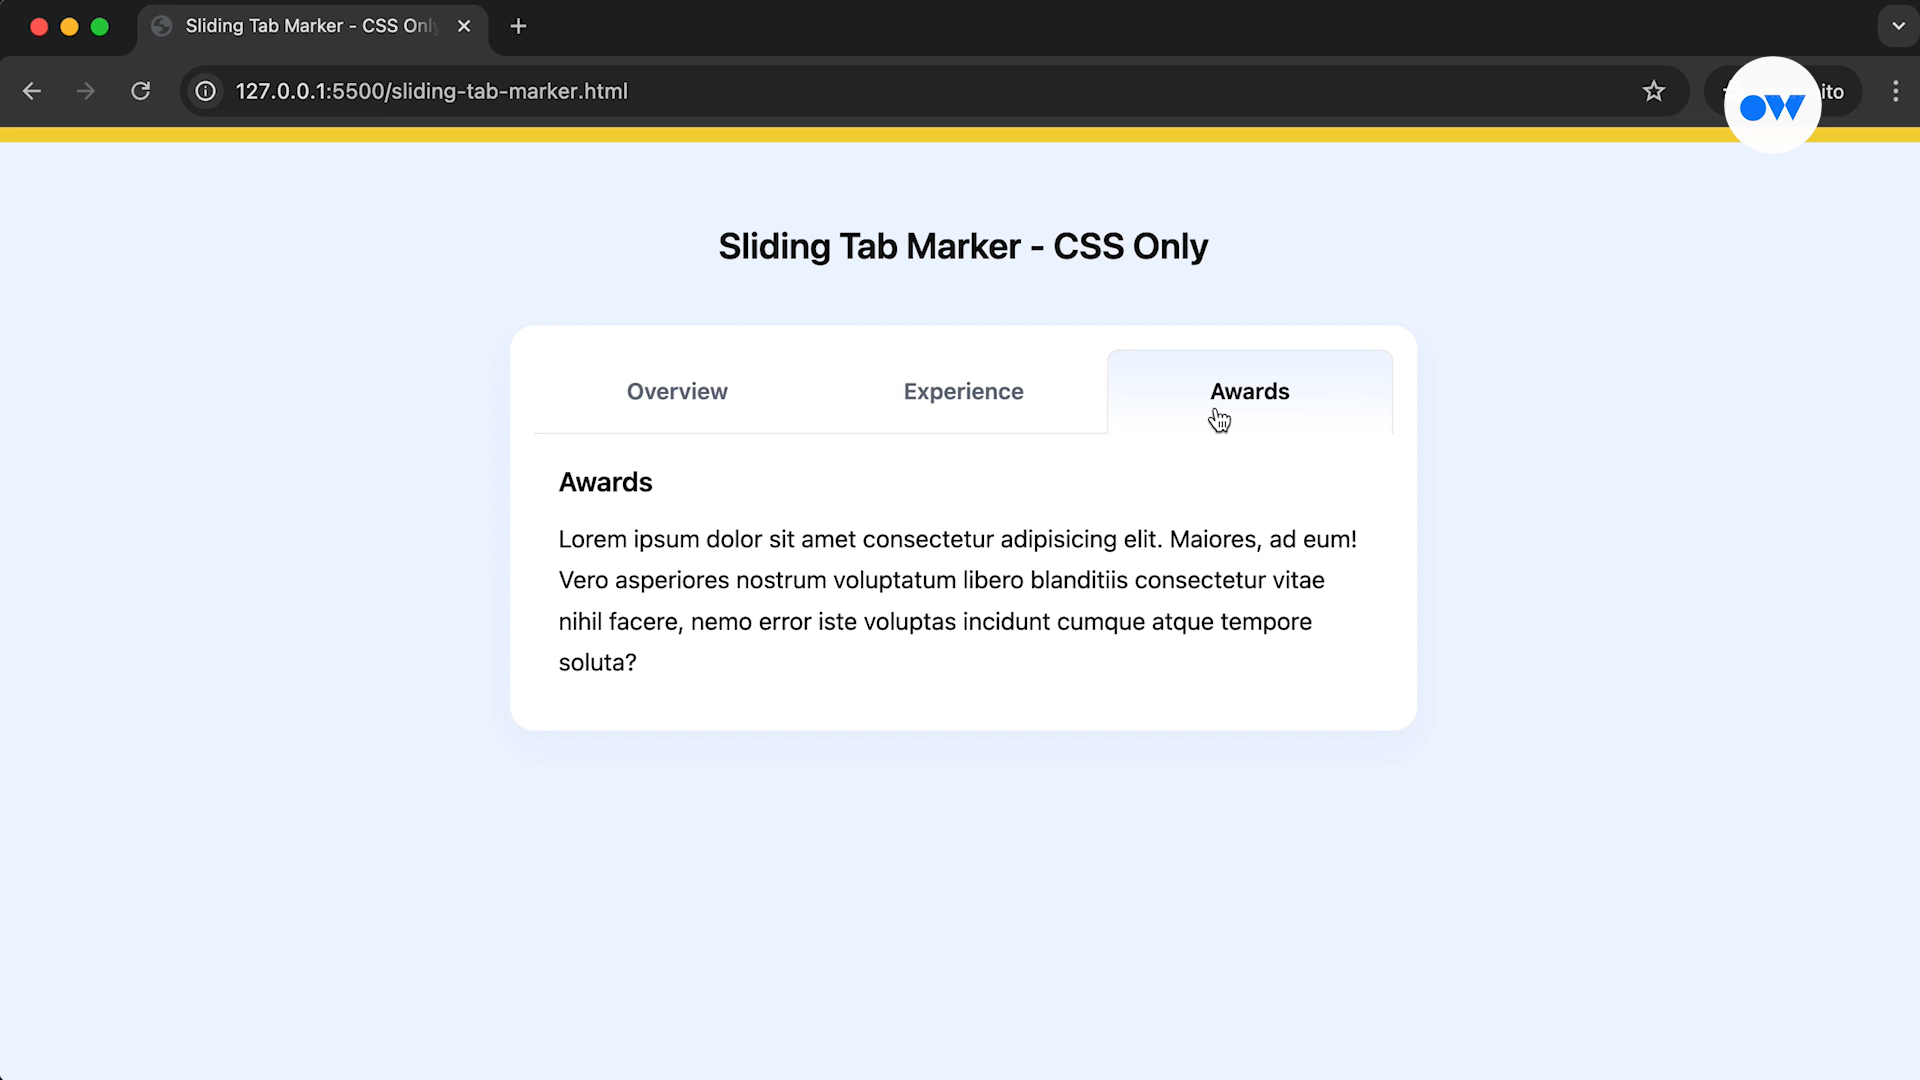 Sliding Tab Marker - CSS Onl
127.0.0.1:5500/sliding-tab-marker.html
ito
OW
Sliding Tab Marker - CSS Only
Overview
Experience
Awards
Awards
Lorem ipsum dolor sit amet consectetur adipisicing elit. Maiores, ad eum!
Vero asperiores nostrum voluptatum libero blanditiis consectetur vitae
nihil facere, nemo error iste voluptas incidunt cumque atque tempore
soluta?